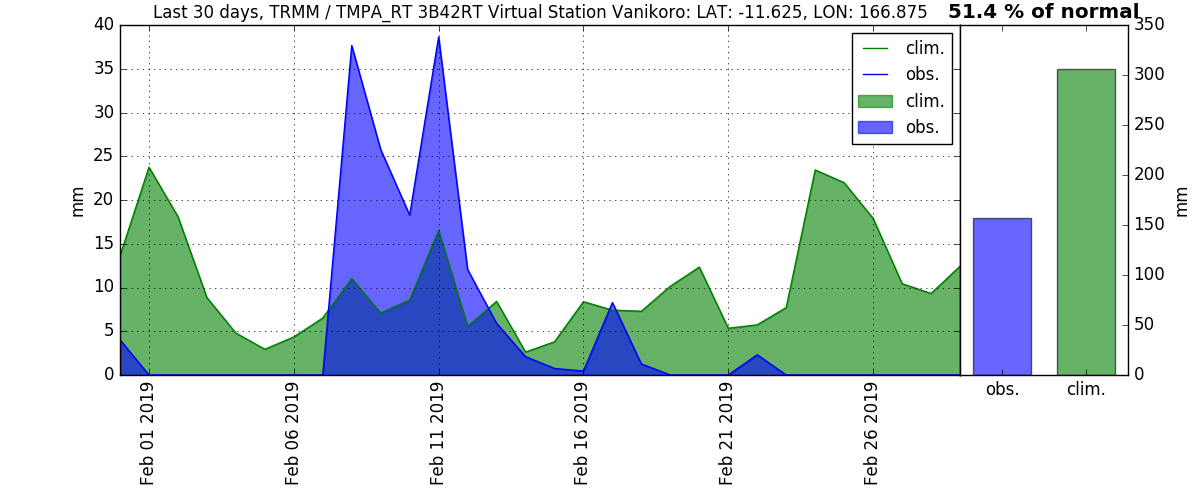 Last 30 days, TRMM / TMPA_RT 3B42RT Virtual Station Vanikoro: LAT: -11.625, LON: 166.875
51.4 % of normal
40
35
30
25
20
15
10
5
0
mm
clim.
obs.
clim.
obs.
Feb 01 2019
Feb 06 2019
Feb 11 2019
Feb 16 2019
Feb 21 2019
Feb 26 2019
350
300
250
200
150
100
50
0
mm
obs.
clim.